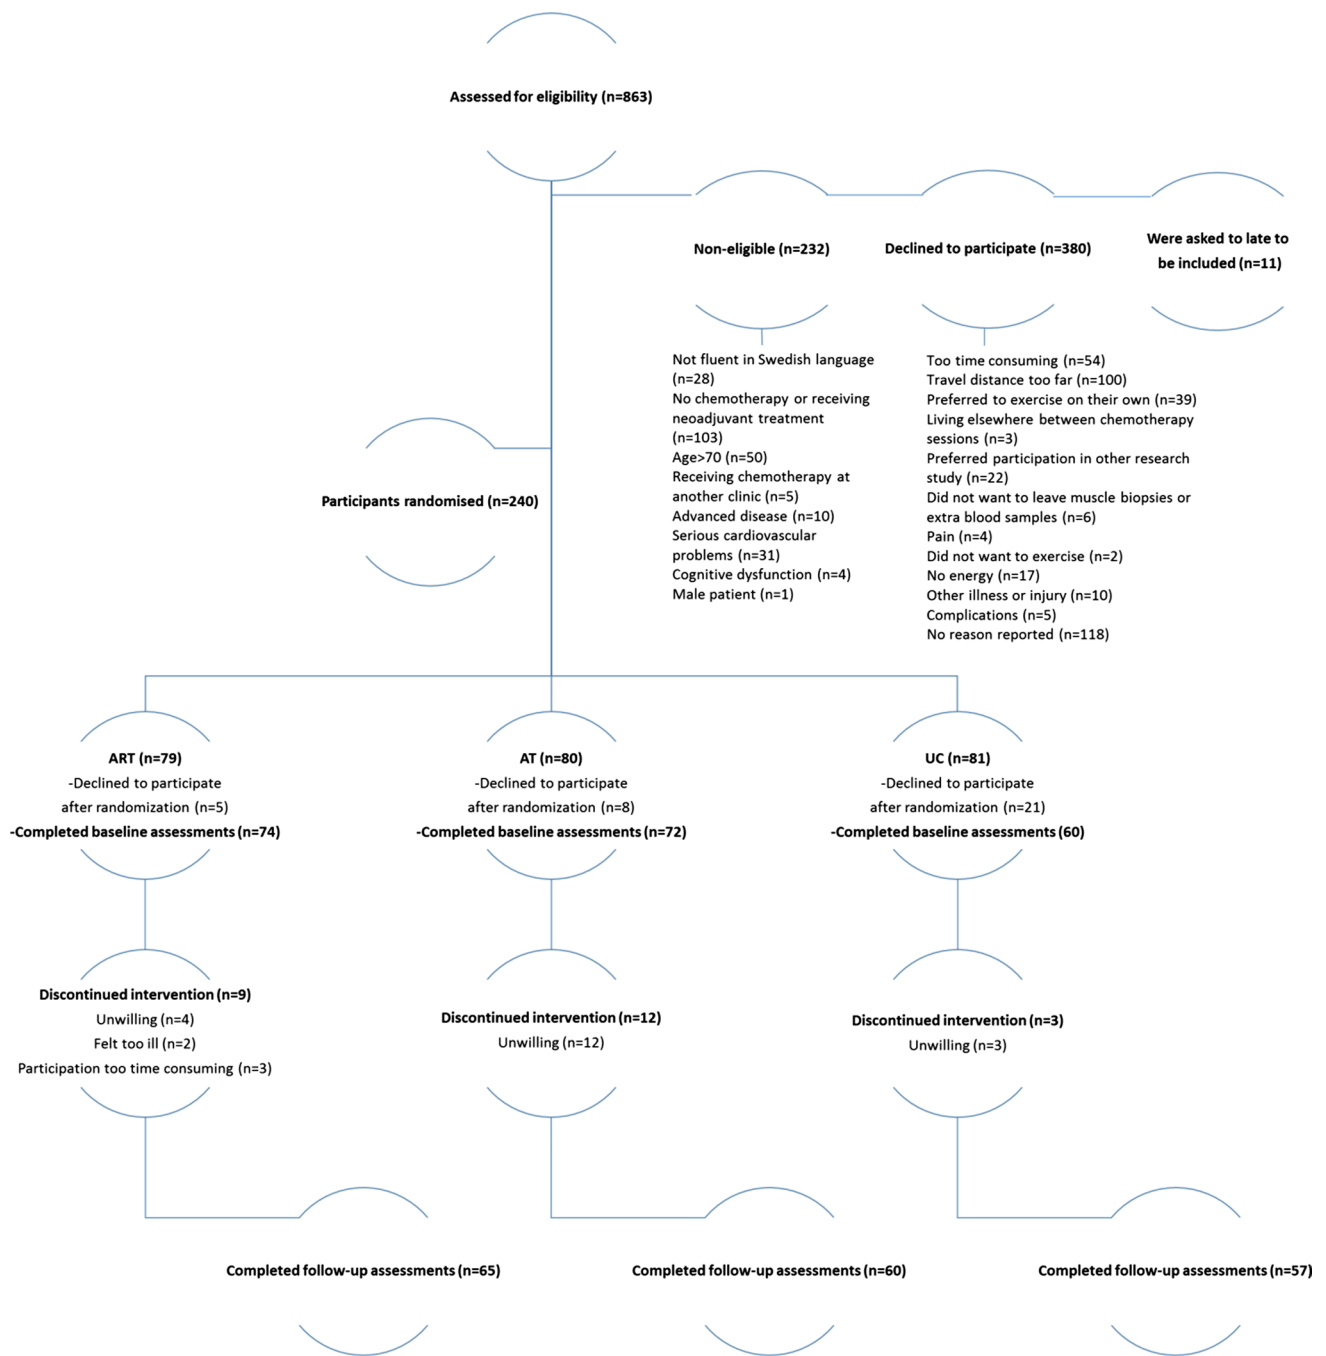 Assessed for eligibility (n=863)
Non-eligible (n=232)
Declined to participate (n=380)
Were asked to late to
be included (n=11)
Not fluent in Swedish language
(n=28)
No chemotherapy or receiving
neoadjuvant treatment
(n=103)
Age>70 (n=50)
Receiving chemotherapy at
another clinic (n=5)
Advanced disease (n=10)
Serious cardiovascular
problems (n=31)
Cognitive dysfunction (n=4)
Male patient (n=1)
Too time consuming (n=54)
Travel distance too far (n=100)
Preferred to exercise on their own (n=39)
Living elsewhere between chemotherapy
sessions (n=3)
Preferred participation in other research
study (n=22)
Did not want to leave muscle biopsies or
extra blood samples (n=6)
Pain (n=4)
Did not want to exercise (n=2)
No energy (n=17)
Other illness or injury (n=10)
Complications (n=5)
No reason reported (n=118)
Participants randomised (n=240)
ART (n=79)
-Declined to participate
after randomization (n=5)
-Completed baseline assessments (n=74)
AT (n=80)
-Declined to participate
after randomization (n=8)
-Completed baseline assessments (n=72)
UC (n=81)
-Declined to participate
after randomization (n=21)
-Completed baseline assessments (60)
Discontinued intervention (n=9)
Unwilling (n=4)
Felt too ill (n=2)
Participation too time consuming (n=3)
Discontinued intervention (n=12)
Unwilling (n=12)
Discontinued intervention (n=3)
Unwilling (n=3)
Completed follow-up assessments (n=65)
Completed follow-up assessments (n=60)
Completed follow-up assessments (n=57)